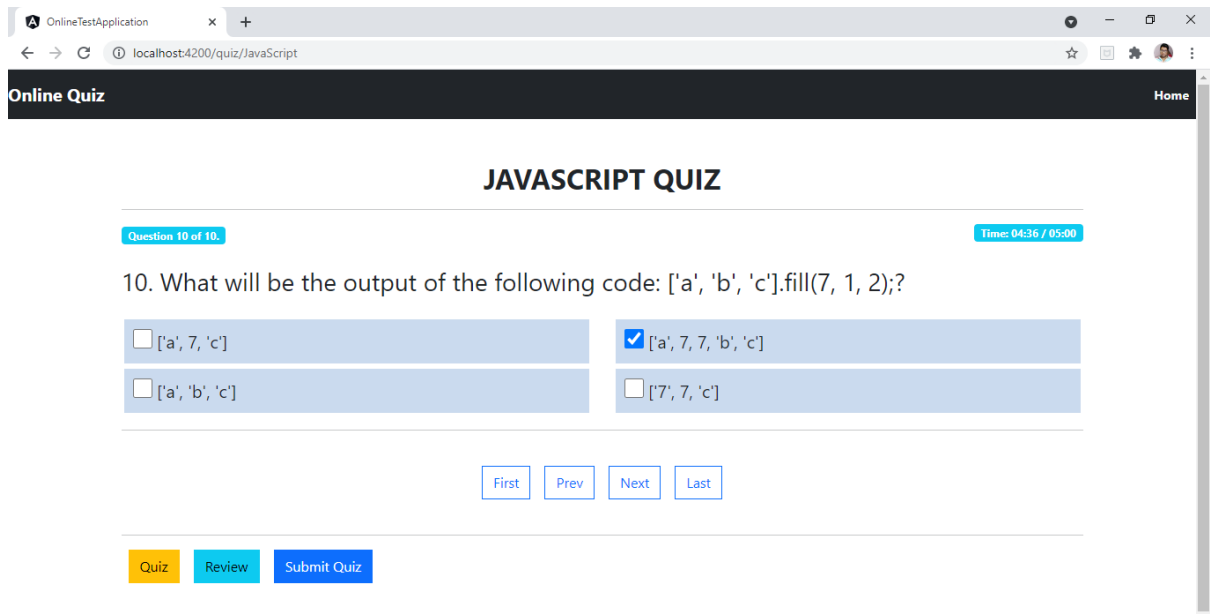 OnlineTestApplication
localhost:4200/quiz/JavaScript
Online Quiz
Home
JAVASCRIPT QUIZ
Question 10 of 10.
Time: 04:36 / 05:00
10. What will be the output of the following code: ['a', 'b', 'c'].fill(7, 1, 2);?
['a', 7, 'c']
['a', 7, 7, 'b', 'c']
['a', 'b', 'c']
['7', 7, 'c']
First Prev Next Last
Quiz Review Submit Quiz